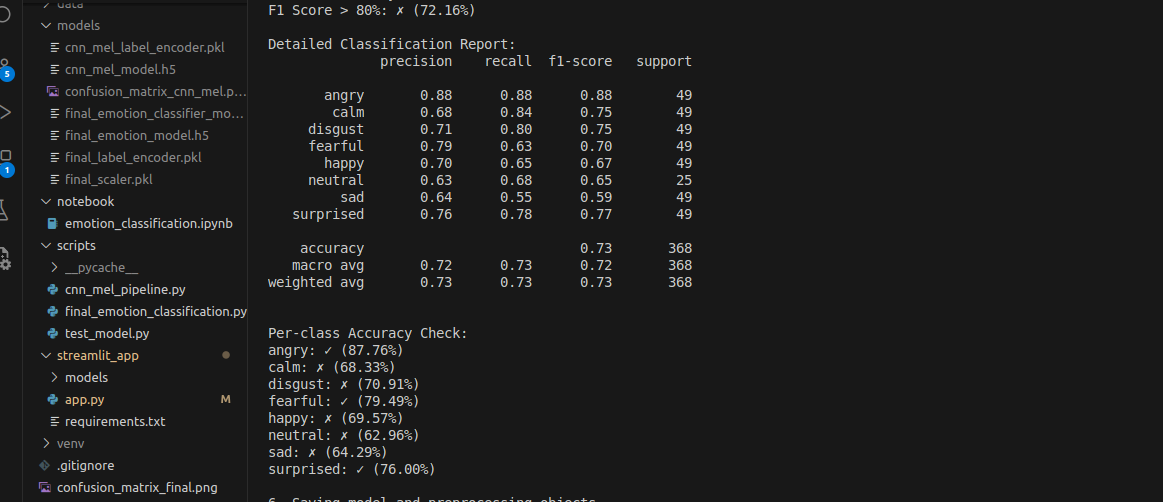 data
models
cnn_mel_label_encoder.pkl
cnn_mel_model.h5
confusion_matrix_cnn_mel.p...
final_emotion_classifier_mo...
final_emotion_model.h5
final_label_encoder.pkl
final_scaler.pkl
notebook
emotion_classification.ipynb
scripts
__pycache__
cnn_mel_pipeline.py
final_emotion_classification.py
test_model.py
streamlit_app
models
app.py M
requirements.txt
venv
.gitignore
confusion_matrix_final.png
5
1
F1 Score > 80%: ✗ (72.16%)
Detailed Classification Report:
precision recall f1-score support
angry 0.88 0.88 0.88 49
calm 0.68 0.84 0.75 49
disgust 0.71 0.80 0.75 49
fearful 0.79 0.63 0.70 49
happy 0.70 0.65 0.67 49
neutral 0.63 0.68 0.65 25
sad 0.64 0.55 0.59 49
surprised 0.76 0.78 0.77 49
accuracy 0.73 368
macro avg 0.72 0.73 0.72 368
weighted avg 0.73 0.73 0.73 368
Per-class Accuracy Check:
angry: ✓ (87.76%)
calm: ✗ (68.33%)
disgust: ✗ (70.91%)
fearful: ✓ (79.49%)
happy: ✗ (69.57%)
neutral: ✗ (62.96%)
sad: ✗ (64.29%)
surprised: ✓ (76.00%)
6. Saving model and preprocessing objects